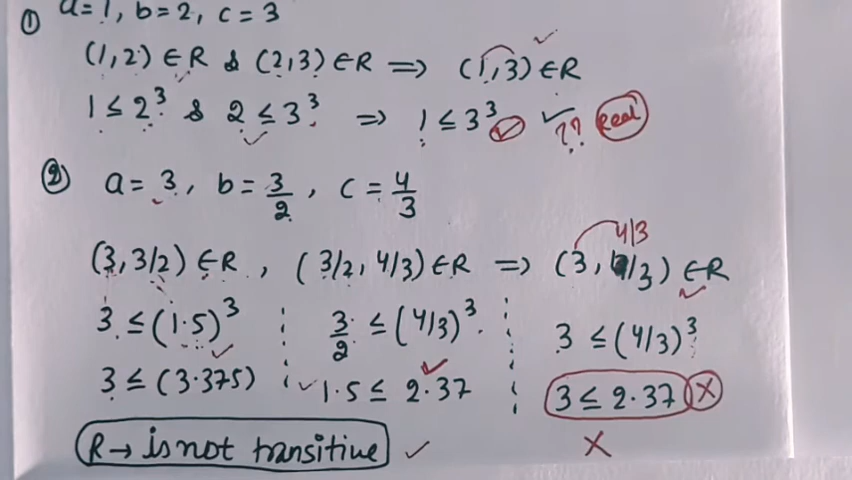 ① a = 1, b = 2, c = 3
(1,2) ∈ R & (2,3) ∈ R ⇒ (1,3) ∈ R
1 ≤ 2³ & 2 ≤ 3³ ⇒ 1 ≤ 3³ ✓ ✓ ?? Real
② a = 3, b = 3/2, c = 4/3
4/3
(3, 3/2) ∈ R, (3/2, 4/3) ∈ R ⇒ (3, 4/3) ∈ R
3 ≤ (1.5)³ 3/2 ≤ (4/3)³ 3 ≤ (4/3)³
3 ≤ (3.375) ✓ 1.5 ≤ 2.37 3 ≤ 2.37 ✗
R → is not transitive ✓ ✗